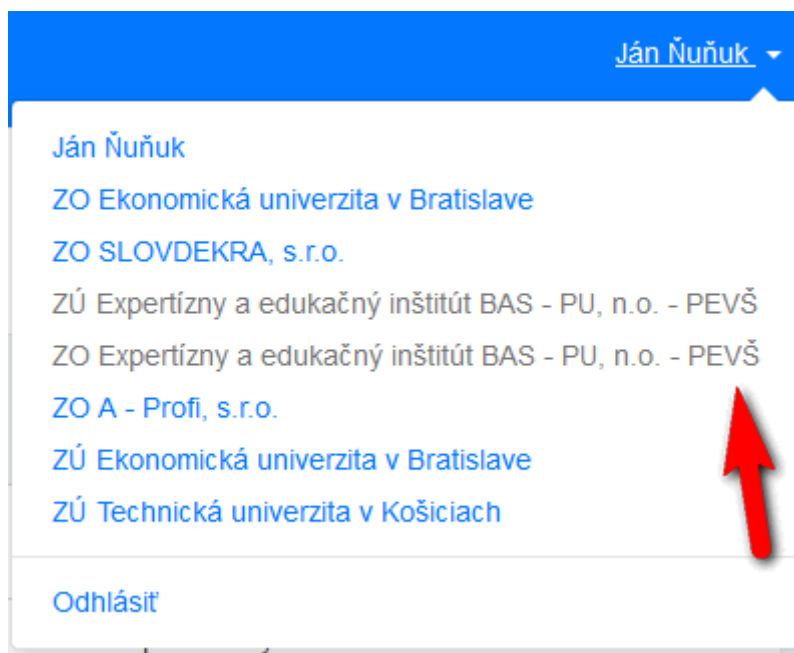 Ján Ňuňuk
Ján Ňuňuk
ZO Ekonomická univerzita v Bratislave
ZO SLOVDEKRA, s.r.o.
ZÚ Expertízny a edukačný inštitút BAS - PU, n.o. - PEVŠ
ZO Expertízny a edukačný inštitút BAS - PU, n.o. - PEVŠ
ZO A - Profi, s.r.o.
ZÚ Ekonomická univerzita v Bratislave
ZÚ Technická univerzita v Košiciach
Odhlásiť